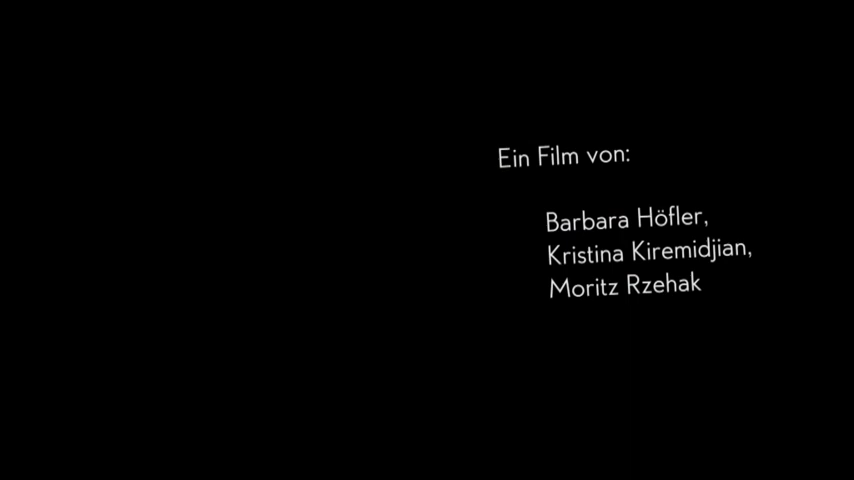 Ein Film von:
Barbara Höfler,
Kristina Kiremidjian,
Moritz Rzehak